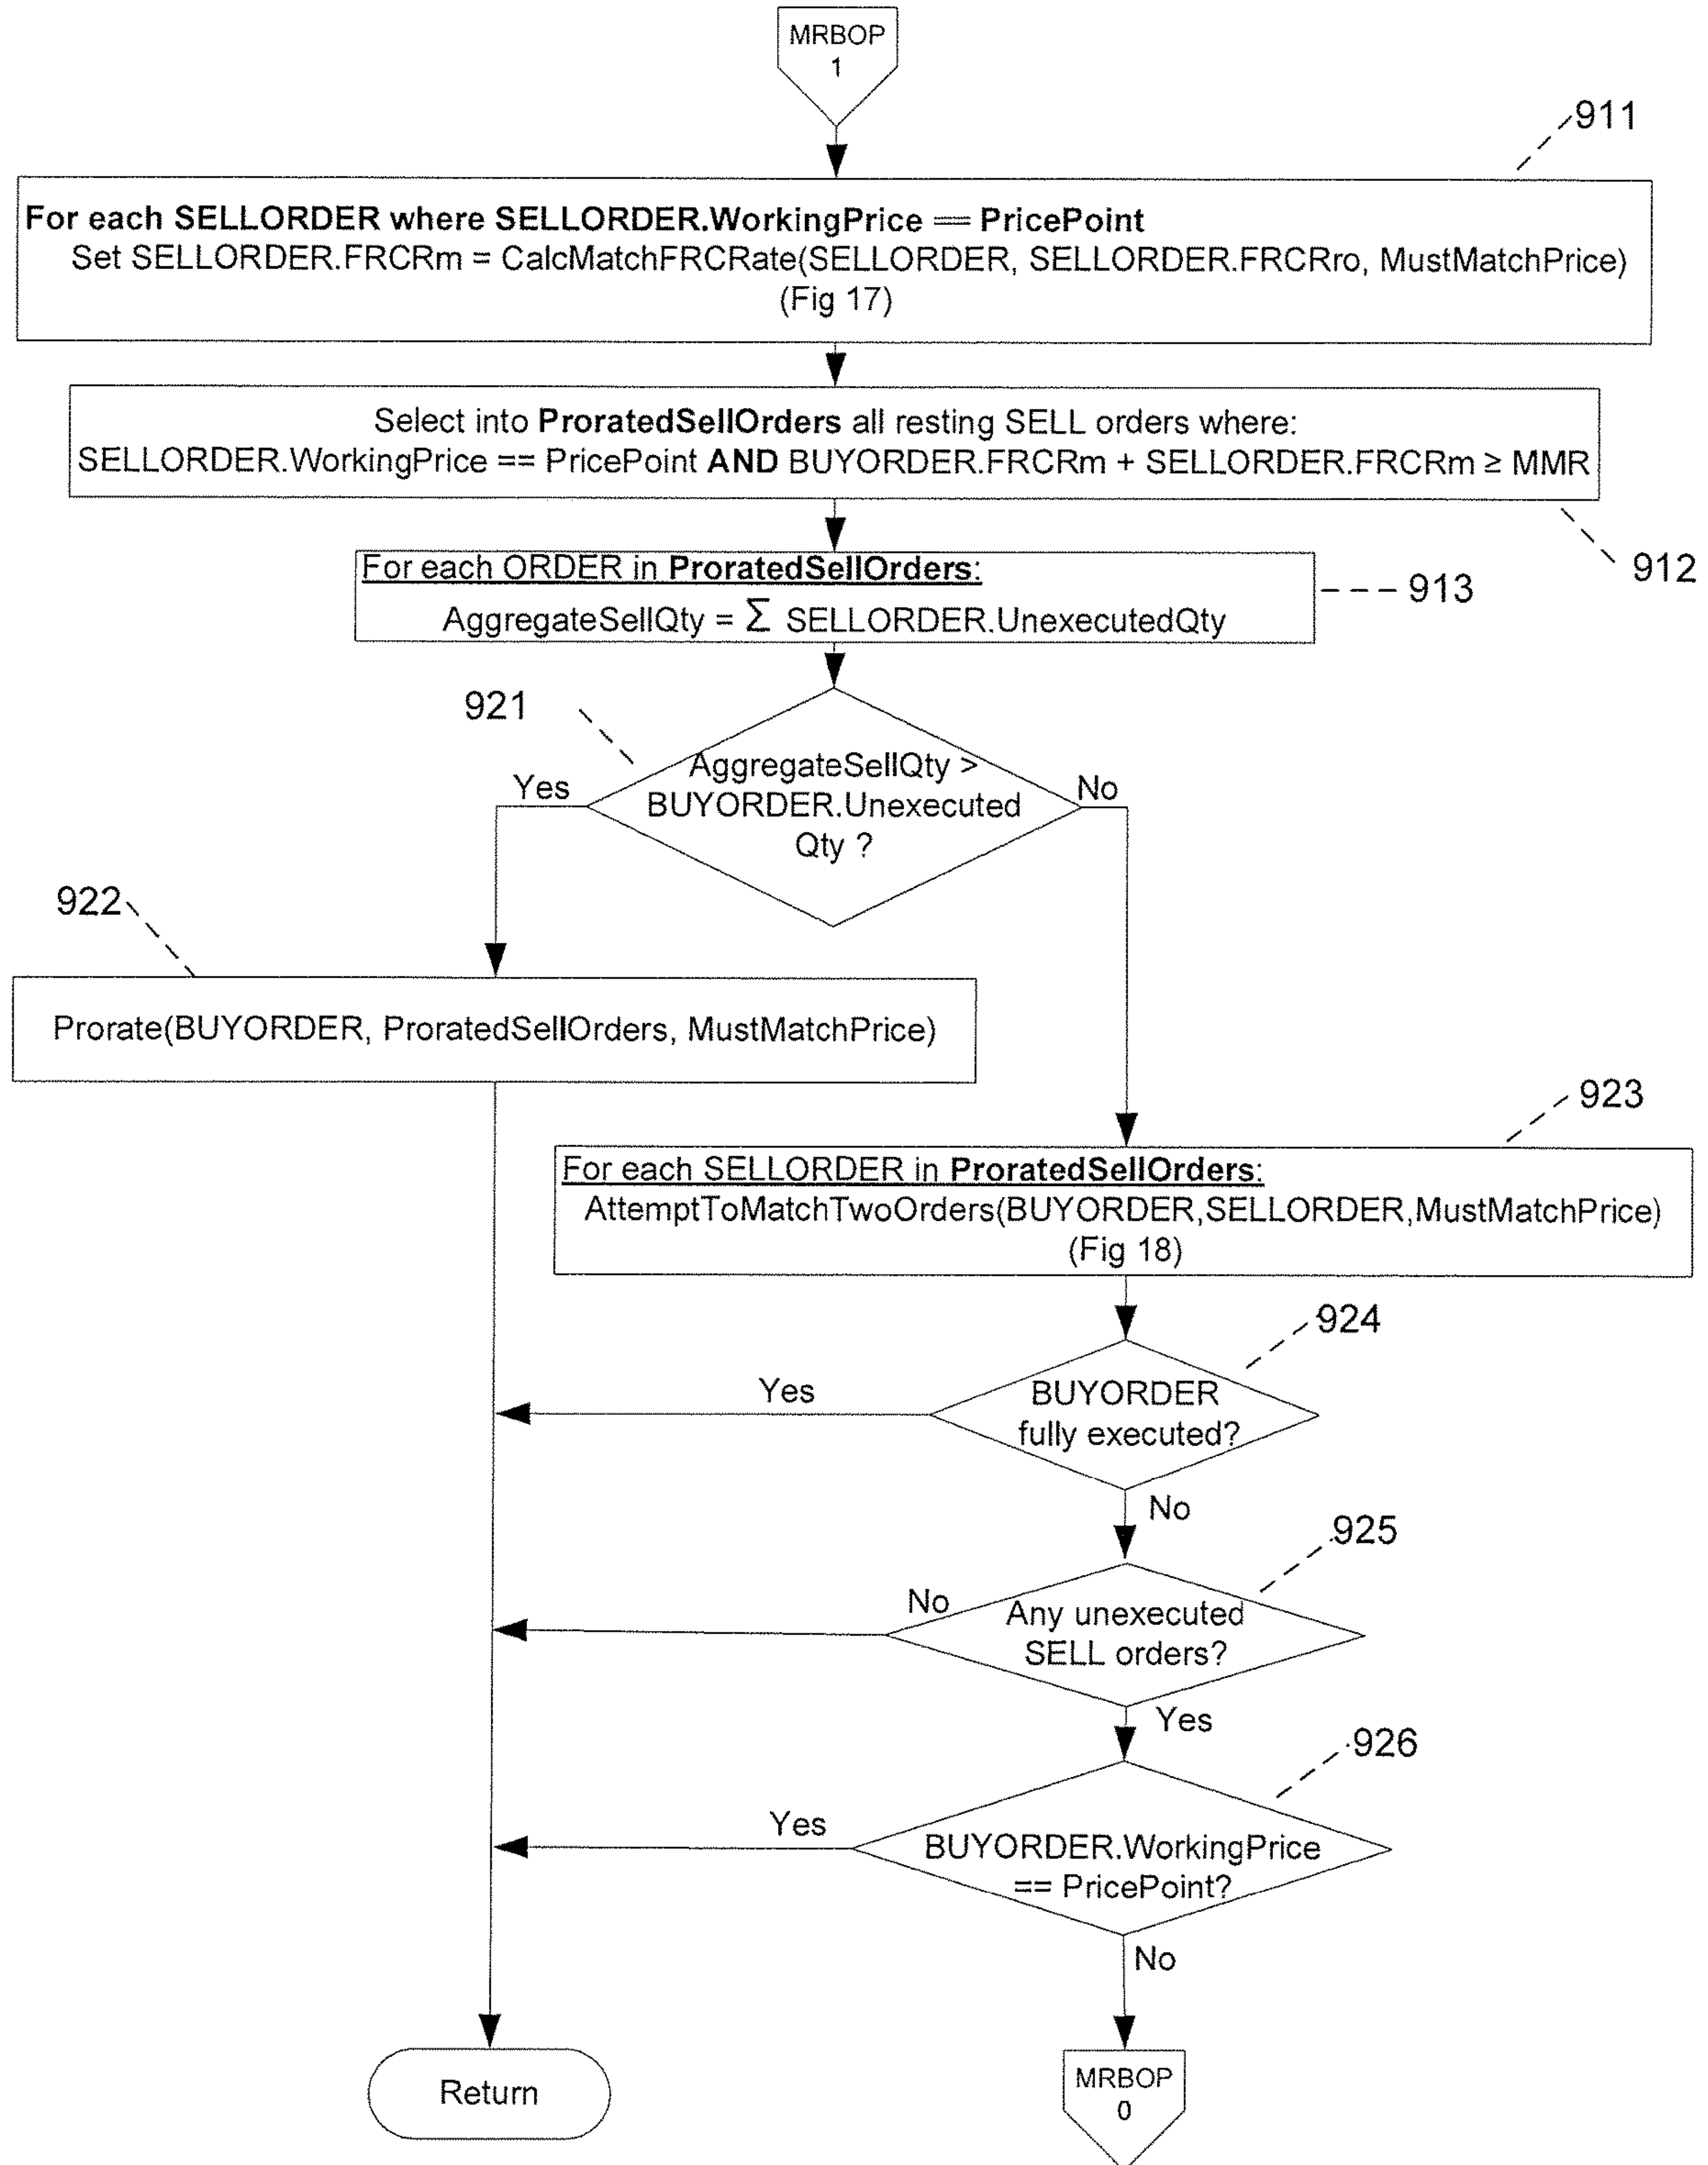 MRBOP
1
911
For each SELLORDER where SELLORDER.WorkingPrice == PricePoint
Set SELLORDER.FRCRm = CalcMatchFRCRate(SELLORDER, SELLORDER.FRCRro, MustMatchPrice)
(Fig 17)
Select into ProratedSellOrders all resting SELL orders where:
SELLORDER.WorkingPrice == PricePoint AND BUYORDER.FRCRm + SELLORDER.FRCRm ≥ MMR
912
For each ORDER in ProratedSellOrders:
AggregateSellQty = Σ SELLORDER.UnexecutedQty
913
921
AggregateSellQty >
BUYORDER.Unexecuted
Qty ?
Yes
No
922
Prorate(BUYORDER, ProratedSellOrders, MustMatchPrice)
923
For each SELLORDER in ProratedSellOrders:
AttemptToMatchTwoOrders(BUYORDER,SELLORDER,MustMatchPrice)
(Fig 18)
924
Yes
BUYORDER
fully executed?
No
925
No
Any unexecuted
SELL orders?
Yes
926
Yes
BUYORDER.WorkingPrice
== PricePoint?
No
Return
MRBOP
0